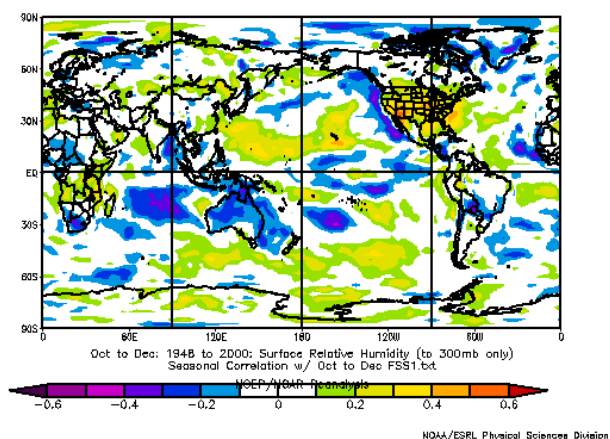 90N
60N
30N
EQ
30S
60S
90S
0 60E 120E 180 120W 60W 0
Oct to Dec: 1948 to 2000: Surface Relative Humidity (to 300mb only)
Seasonal Correlation w/ Oct to Dec FSS1.txt
NCEP/NCAR Reanalysis
-0.6 -0.4 -0.2 0 0.2 0.4 0.6
NOAA/ESRL Physical Sciences Division